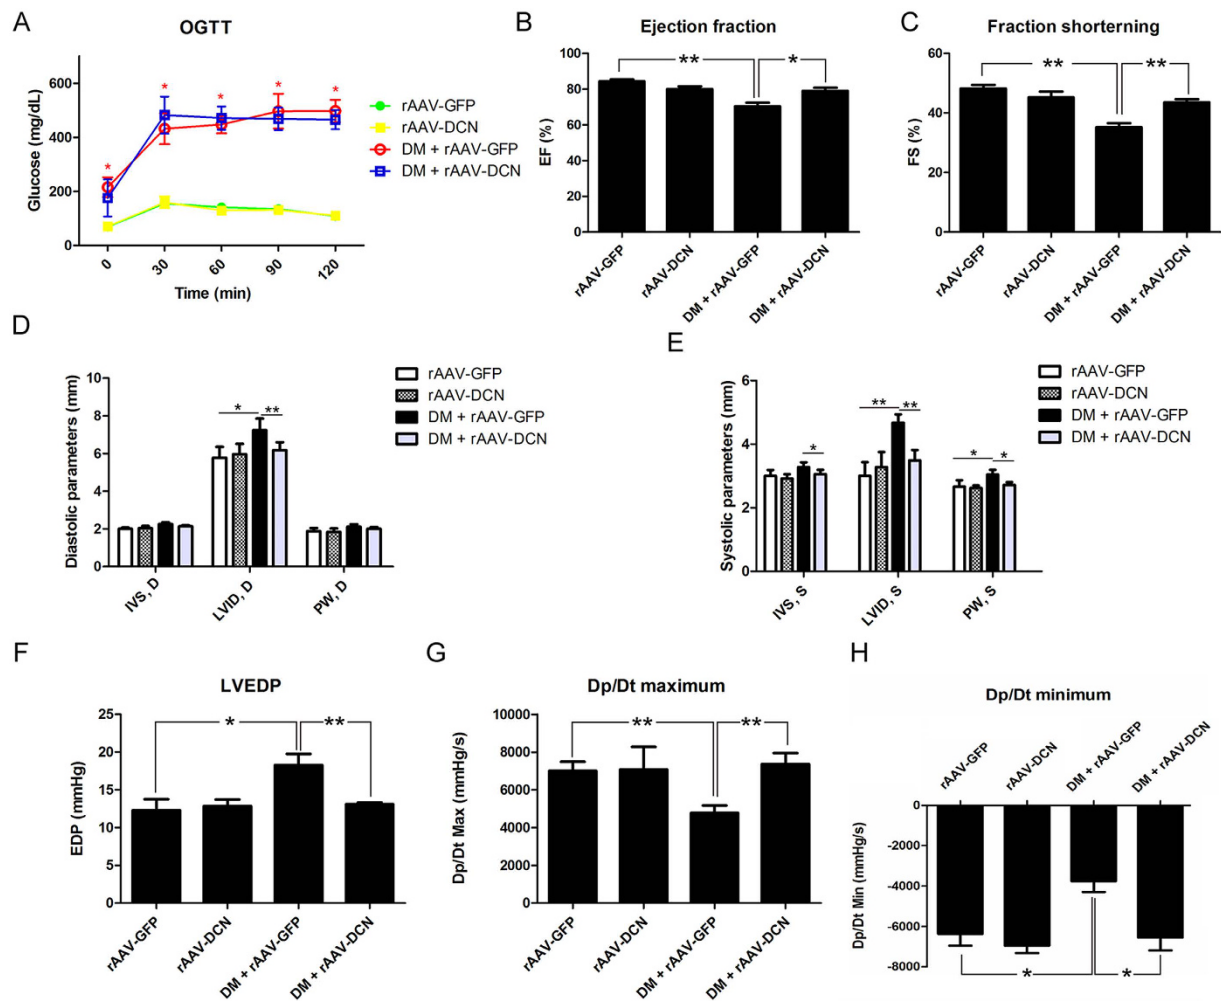 A
OGTT
Glucose (mg/dL)
600
400
200
0
* * * * *
0 30 60 90 120
Time (min)
rAAV-GFP
rAAV-DCN
DM + rAAV-GFP
DM + rAAV-DCN
B
Ejection fraction
EF (%)
100
80
60
40
20
0
** *
rAAV-GFP
rAAV-DCN
DM + rAAV-GFP
DM + rAAV-DCN
C
Fraction shorterning
FS (%)
60
40
20
0
** **
rAAV-GFP
rAAV-DCN
DM + rAAV-GFP
DM + rAAV-DCN
D
Diastolic parameters (mm)
10
8
6
4
2
0
* **
IVS, D
LVID, D
PW, D
rAAV-GFP
rAAV-DCN
DM + rAAV-GFP
DM + rAAV-DCN
E
Systolic parameters (mm)
6
4
2
0
* ** ** * *
IVS, S
LVID, S
PW, S
rAAV-GFP
rAAV-DCN
DM + rAAV-GFP
DM + rAAV-DCN
F
LVEDP
EDP (mmHg)
25
20
15
10
5
0
* **
rAAV-GFP
rAAV-DCN
DM + rAAV-GFP
DM + rAAV-DCN
G
Dp/Dt maximum
Dp/Dt Max (mmHg/s)
10000
8000
6000
4000
2000
0
** **
rAAV-GFP
rAAV-DCN
DM + rAAV-GFP
DM + rAAV-DCN
H
Dp/Dt minimum
rAAV-GFP
rAAV-DCN
DM + rAAV-GFP
DM + rAAV-DCN
Dp/Dt Min (mmHg/s)
0
-2000
-4000
-6000
-8000
* *